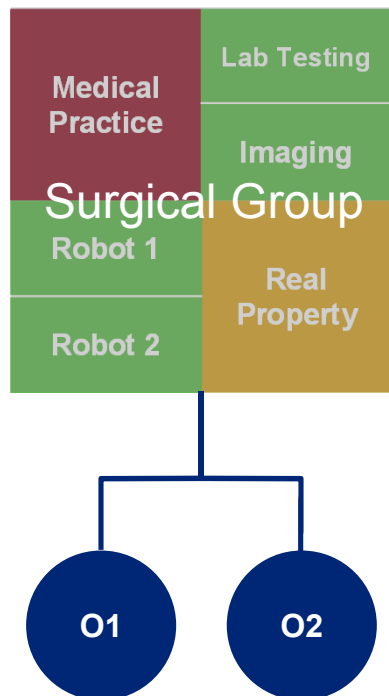 Medical
Practice
Lab Testing
Imaging
Surgical Group
Robot 1
Robot 2
Real
Property
O1
O2